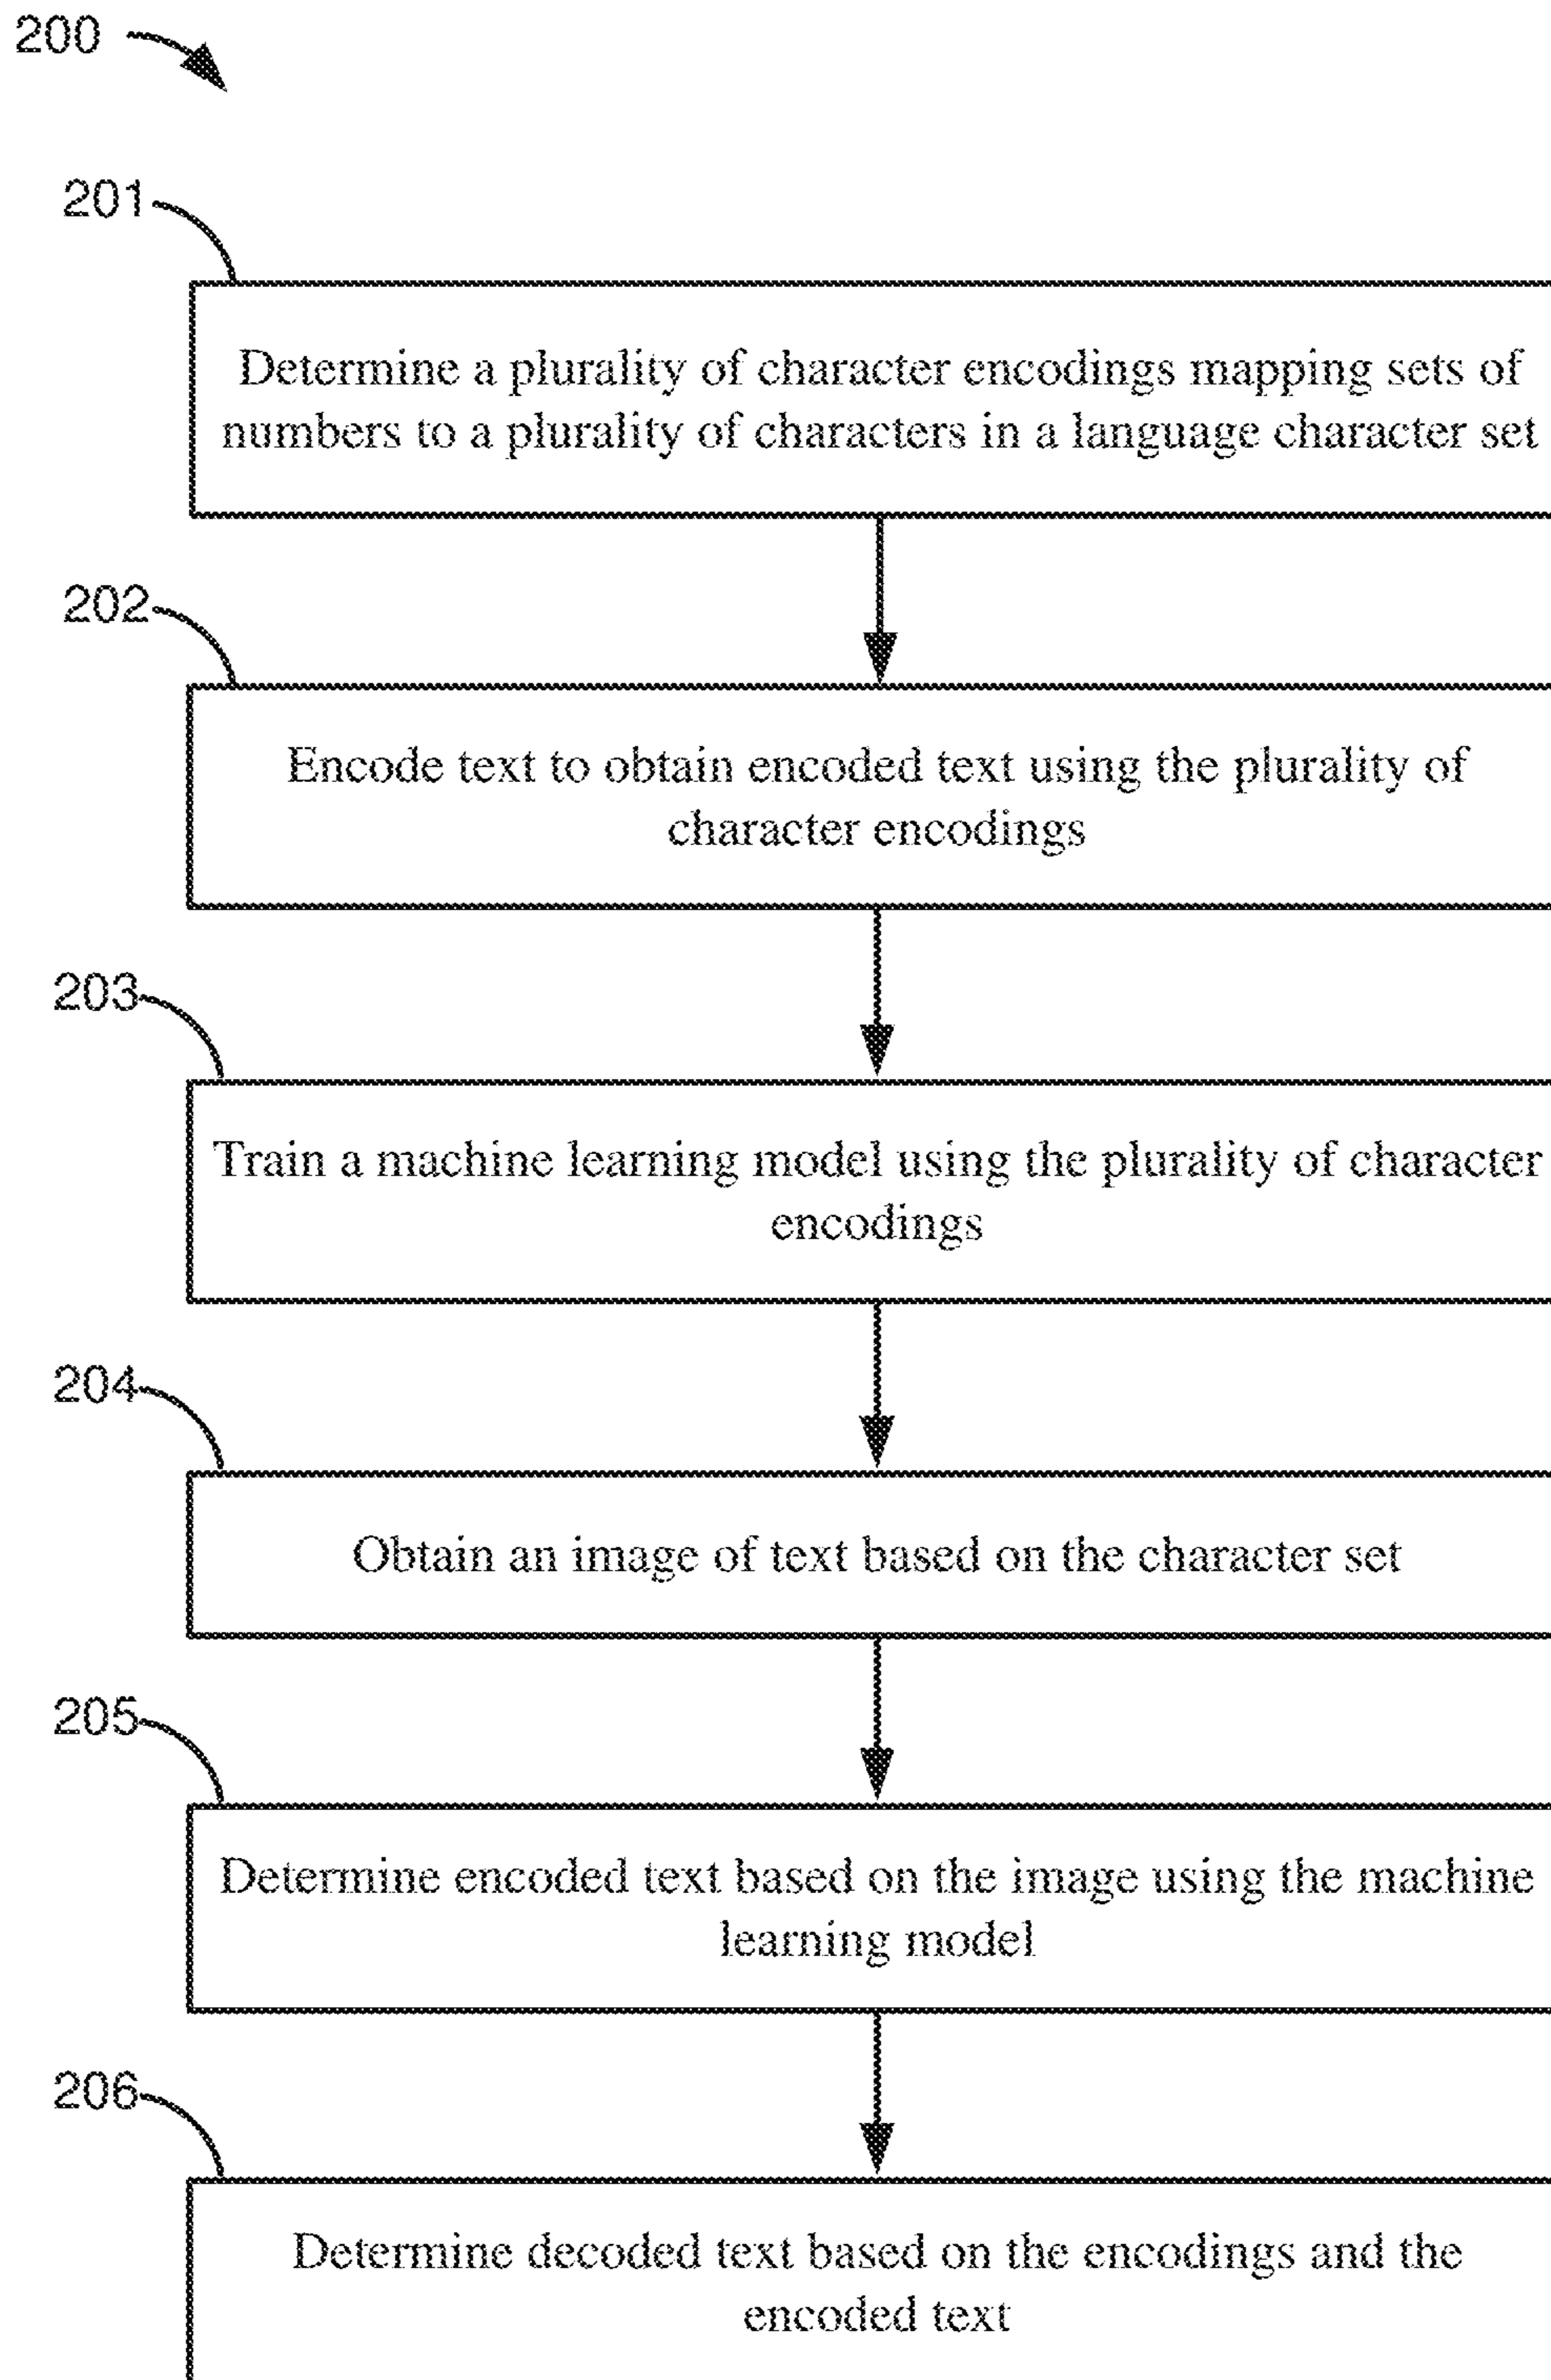 200
201
Determine a plurality of character encodings mapping sets of
numbers to a plurality of characters in a language character set
202
Encode text to obtain encoded text using the plurality of
character encodings
203
Train a machine learning model using the plurality of character
encodings
204
Obtain an image of text based on the character set
205
Determine encoded text based on the image using the machine
learning model
206
Determine decoded text based on the encodings and the
encoded text